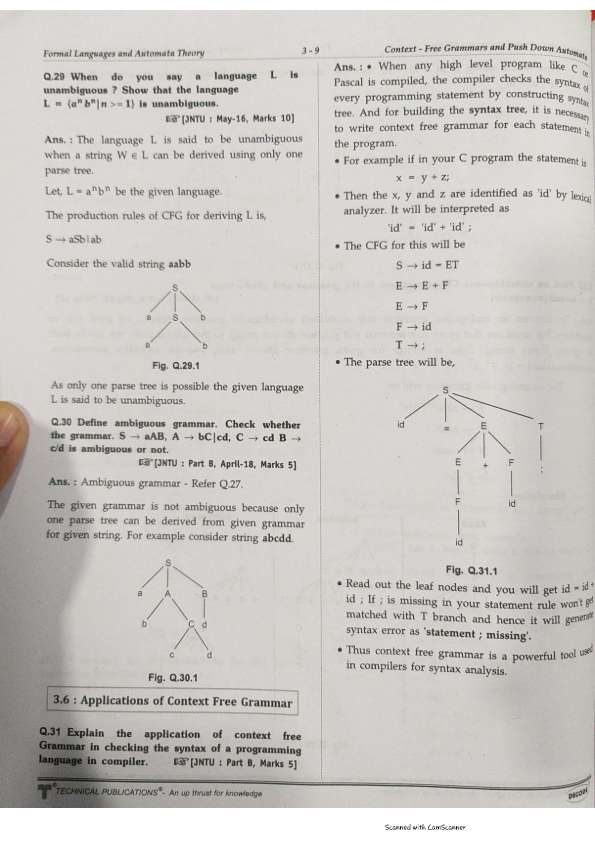 Formal Languages and Automata Theory
3 - 9
Context - Free Grammars and Push Down Automata
Q.29 When do you say a language L is
unambiguous ? Show that the language
L = {aⁿ bⁿ | n >= 1} is unambiguous.
☞ [JNTU : May-16, Marks 10]
Ans. : The language L is said to be unambiguous
when a string W ∈ L can be derived using only one
parse tree.
Let, L = aⁿ bⁿ be the given language.
The production rules of CFG for deriving L is,
S → aSb|ab
Consider the valid string aabb
S
a S b
a b
Fig. Q.29.1
As only one parse tree is possible the given language
L is said to be unambiguous.
Q.30 Define ambiguous grammar. Check whether
the grammar. S → aAB, A → bC|cd, C → cd B →
c/d is ambiguous or not.
☞ [JNTU : Part B, April-18, Marks 5]
Ans. : Ambiguous grammar - Refer Q.27.
The given grammar is not ambiguous because only
one parse tree can be derived from given grammar
for given string. For example consider string abcdd.
S
a A B
b C d
c d
Fig. Q.30.1
3.6 : Applications of Context Free Grammar
Q.31 Explain the application of context free
Grammar in checking the syntax of a programming
language in compiler. ☞ [JNTU : Part B, Marks 5]
Ans. : • When any high level program like C or
Pascal is compiled, the compiler checks the syntax of
every programming statement by constructing syntax
tree. And for building the syntax tree, it is necessary
to write context free grammar for each statement in
the program.
• For example if in your C program the statement is
x = y + z;
• Then the x, y and z are identified as 'id' by lexical
analyzer. It will be interpreted as
'id' = 'id' + 'id' ;
• The CFG for this will be
S → id = ET
E → E + F
E → F
F → id
T → ;
• The parse tree will be,
S
id = E T
E + F ;
F id
id
Fig. Q.31.1
• Read out the leaf nodes and you will get id = id +
id ; If ; is missing in your statement rule won't get
matched with T branch and hence it will generate
syntax error as 'statement ; missing'.
• Thus context free grammar is a powerful tool used
in compilers for syntax analysis.
TECHNICAL PUBLICATIONS® - An up thrust for knowledge
DECODE
Scanned with CamScanner